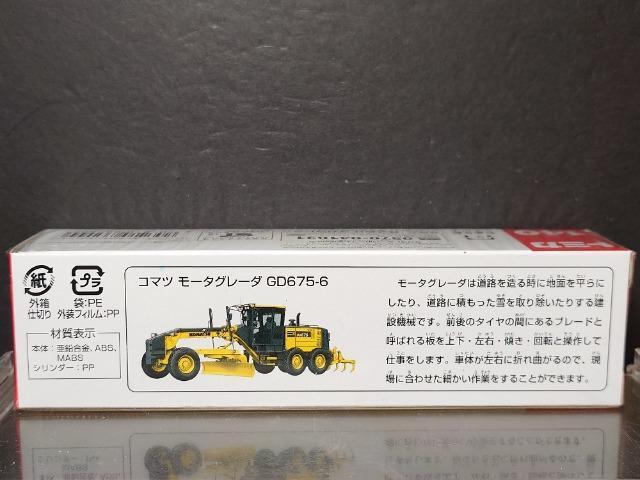 紙
プラ
外箱
仕切り
袋:PE
外装フィルム:PP
材質表示
本体:亜鉛合金、ABS、
MABS
シリンダー:PP
コマツ モータグレーダ GD675-6
モータグレーダは道路を造る時に地面を平らに
したり、道路に積もった雪を取り除いたりする建
設機械です。前後のタイヤの間にあるブレードと
呼ばれる板を上下・左右・傾き・回転と操作して
仕事をします。車体が左右に折れ曲がるので、現
場に合わせた細かい作業をすることができます。